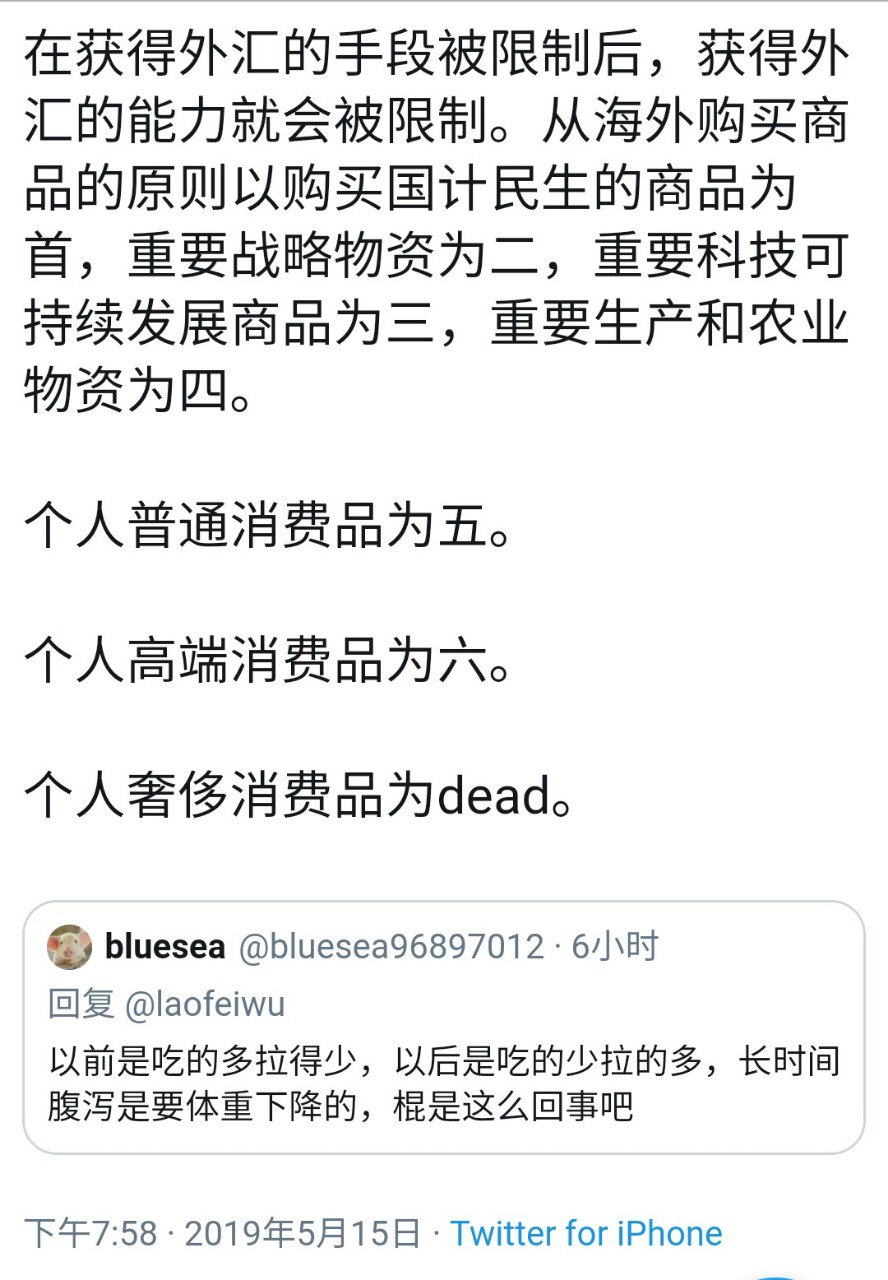 在获得外汇的手段被限制后，获得外
汇的能力就会被限制。从海外购买商
品的原则以购买国计民生的商品为
首，重要战略物资为二，重要科技可
持续发展商品为三，重要生产和农业
物资为四。
个人普通消费品为五。
个人高端消费品为六。
个人奢侈消费品为dead。
bluesea @bluesea96897012 · 6小时
回复 @laofeiwu
以前是吃的多拉得少，以后是吃的少拉的多，长时间
腹泻是要体重下降的，棍是这么回事吧
下午7:58 · 2019年5月15日 · Twitter for iPhone